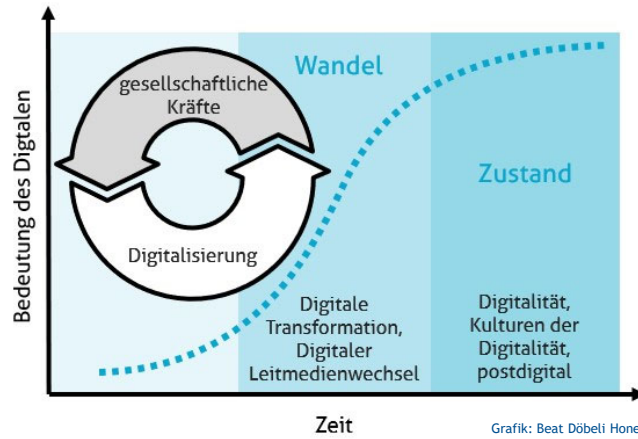 Bedeutung des Digtalen
gesellschaftliche
Kräfte
Digitalisierung
Wandel
Digitale
Transformation,
Digitaler
Leitmedienwechsel
Zustand
Digitalität,
Kulturen der
Digitalität,
postdigital
Zeit
Grafik: Beat Döbeli Hone